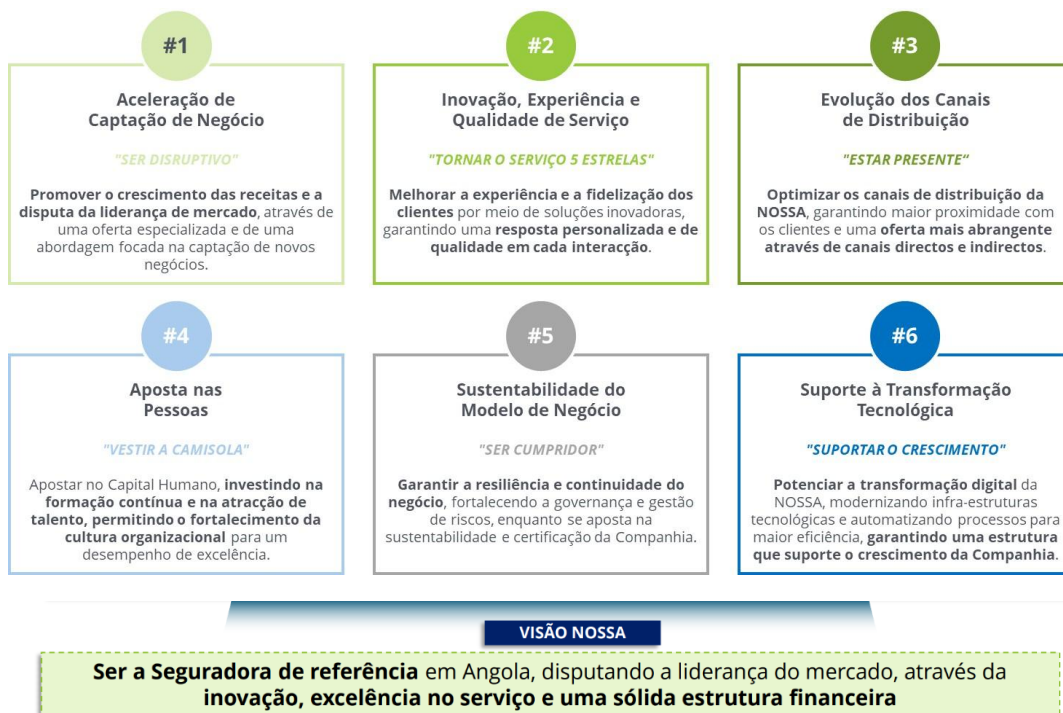 #1
Aceleração de
Captação de Negócio
"SER DISRUPTIVO"
Promover o crescimento das receitas e a
disputa da liderança de mercado, através de
uma oferta especializada e de uma
abordagem focada na captação de novos
negócios.
#2
Inovação, Experiência e
Qualidade de Serviço
"TORNAR O SERVIÇO 5 ESTRELAS"
Melhorar a experiência e a fidelização dos
clientes por meio de soluções inovadoras,
garantindo uma resposta personalizada e de
qualidade em cada interacção.
#3
Evolução dos Canais
de Distribuição
"ESTAR PRESENTE“
Optimizar os canais de distribuição da
NOSSA, garantindo maior proximidade com
os clientes e uma oferta mais abrangente
através de canais directos e indirectos.
#4
Aposta nas
Pessoas
"VESTIR A CAMISOLA"
Apostar no Capital Humano, investindo na
formação contínua e na atracção de
talento, permitindo o fortalecimento da
cultura organizacional para um
desempenho de excelência.
#5
Sustentabilidade do
Modelo de Negócio
"SER CUMPRIDOR"
Garantir a resiliência e continuidade do
negócio, fortalecendo a governança e gestão
de riscos, enquanto se aposta na
sustentabilidade e certificação da Companhia.
#6
Suporte à Transformação
Tecnológica
"SUPORTAR O CRESCIMENTO"
Potenciar a transformação digital da
NOSSA, modernizando infra-estruturas
tecnológicas e automatizando processos para
maior eficiência, garantindo uma estrutura
que suporte o crescimento da Companhia.
VISÃO NOSSA
Ser a Seguradora de referência em Angola, disputando a liderança do mercado, através da
inovação, excelência no serviço e uma sólida estrutura financeira